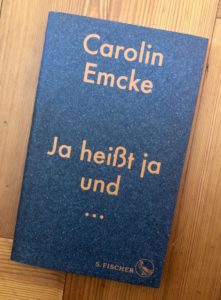 Carolin
Emcke
Ja heißt ja
und
...
S. FISCHER